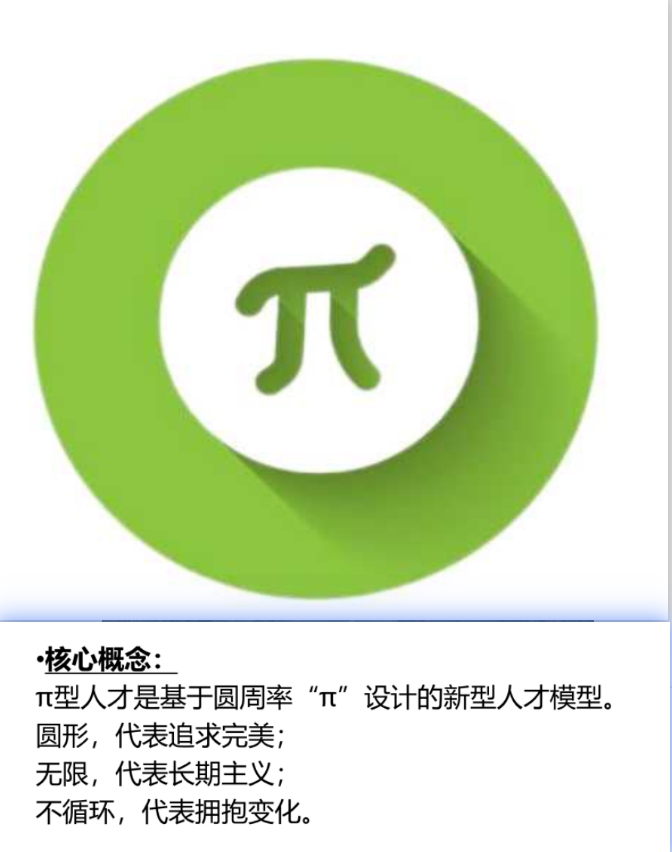 π
•核心概念：
π型人才是基于圆周率“π”设计的新型人才模型。
圆形，代表追求完美；
无限，代表长期主义；
不循环，代表拥抱变化。